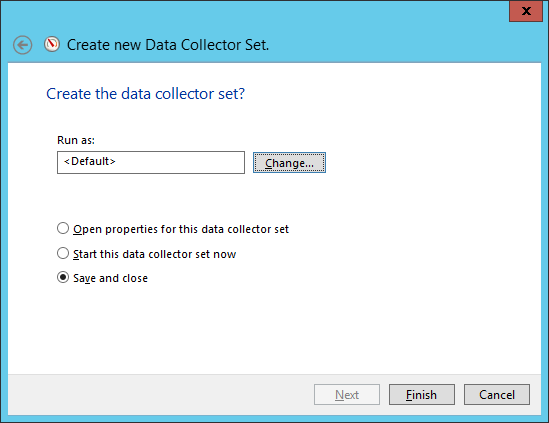 x
Create new Data Collector Set.
Create the data collector set?
Run as:
<Default>
Change...
Open properties for this data collector set
Start this data collector set now
Save and close
Next
Finish
Cancel